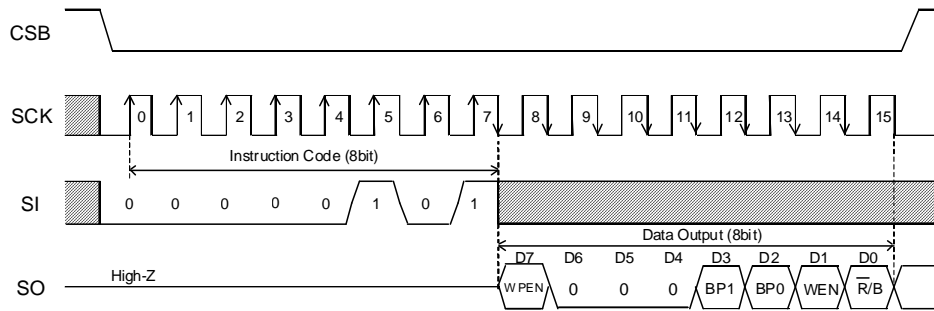 CSB
SCK
0 1 2 3 4 5 6 7 8 9 10 11 12 13 14 15
Instruction Code (8bit)
SI
0 0 0 0 0 1 0 1
Data Output (8bit)
D7 D6 D5 D4 D3 D2 D1 D0
High-Z
SO
WPEN 0 0 0 BP1 BP0 WEN R̅/B